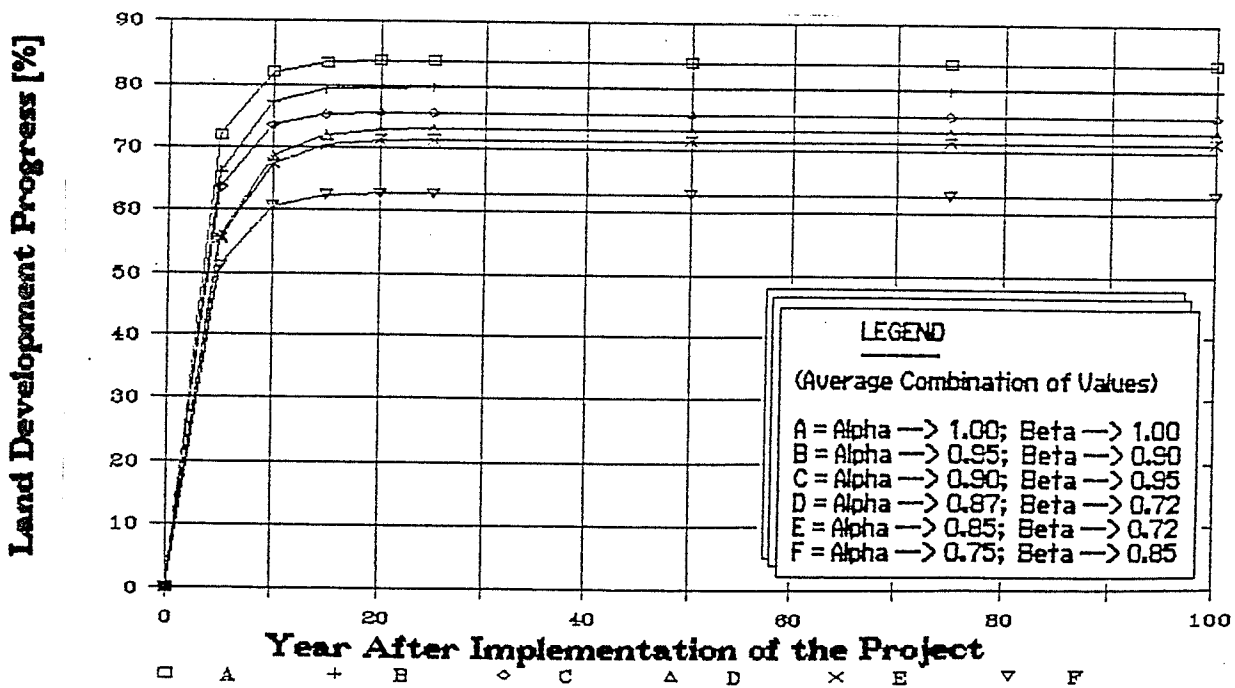 Land Development Progress [%]
90
80
70
60
50
40
30
20
10
0
LEGEND
(Average Combination of Values)
A = Alpha —> 1.00; Beta —> 1.00
B = Alpha —> 0.95; Beta —> 0.90
C = Alpha —> 0.90; Beta —> 0.95
D = Alpha —> 0.87; Beta —> 0.72
E = Alpha —> 0.85; Beta —> 0.72
F = Alpha —> 0.75; Beta —> 0.85
0 20 40 60 80 100
Year After Implementation of the Project
□ A + B ◇ C △ D × E ▽ F